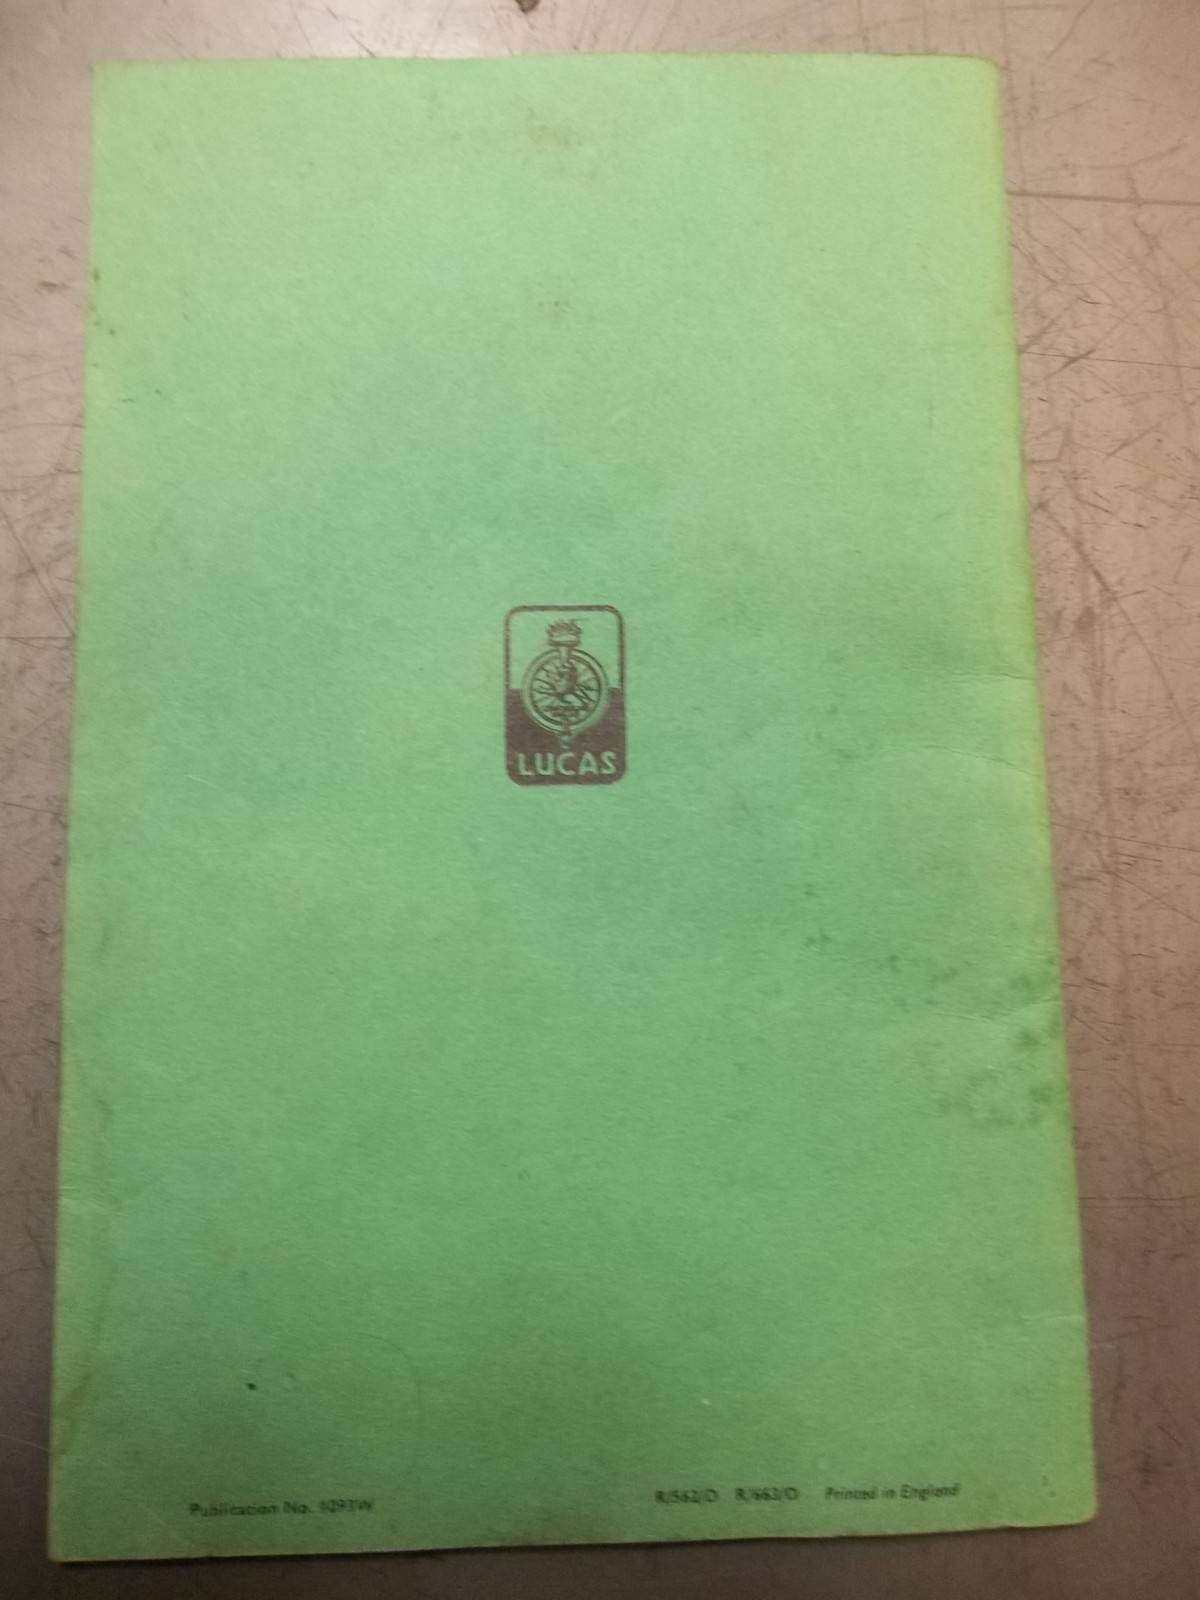 LUCAS
Publication No. 1093W
R/562/O R/663/O Printed in England